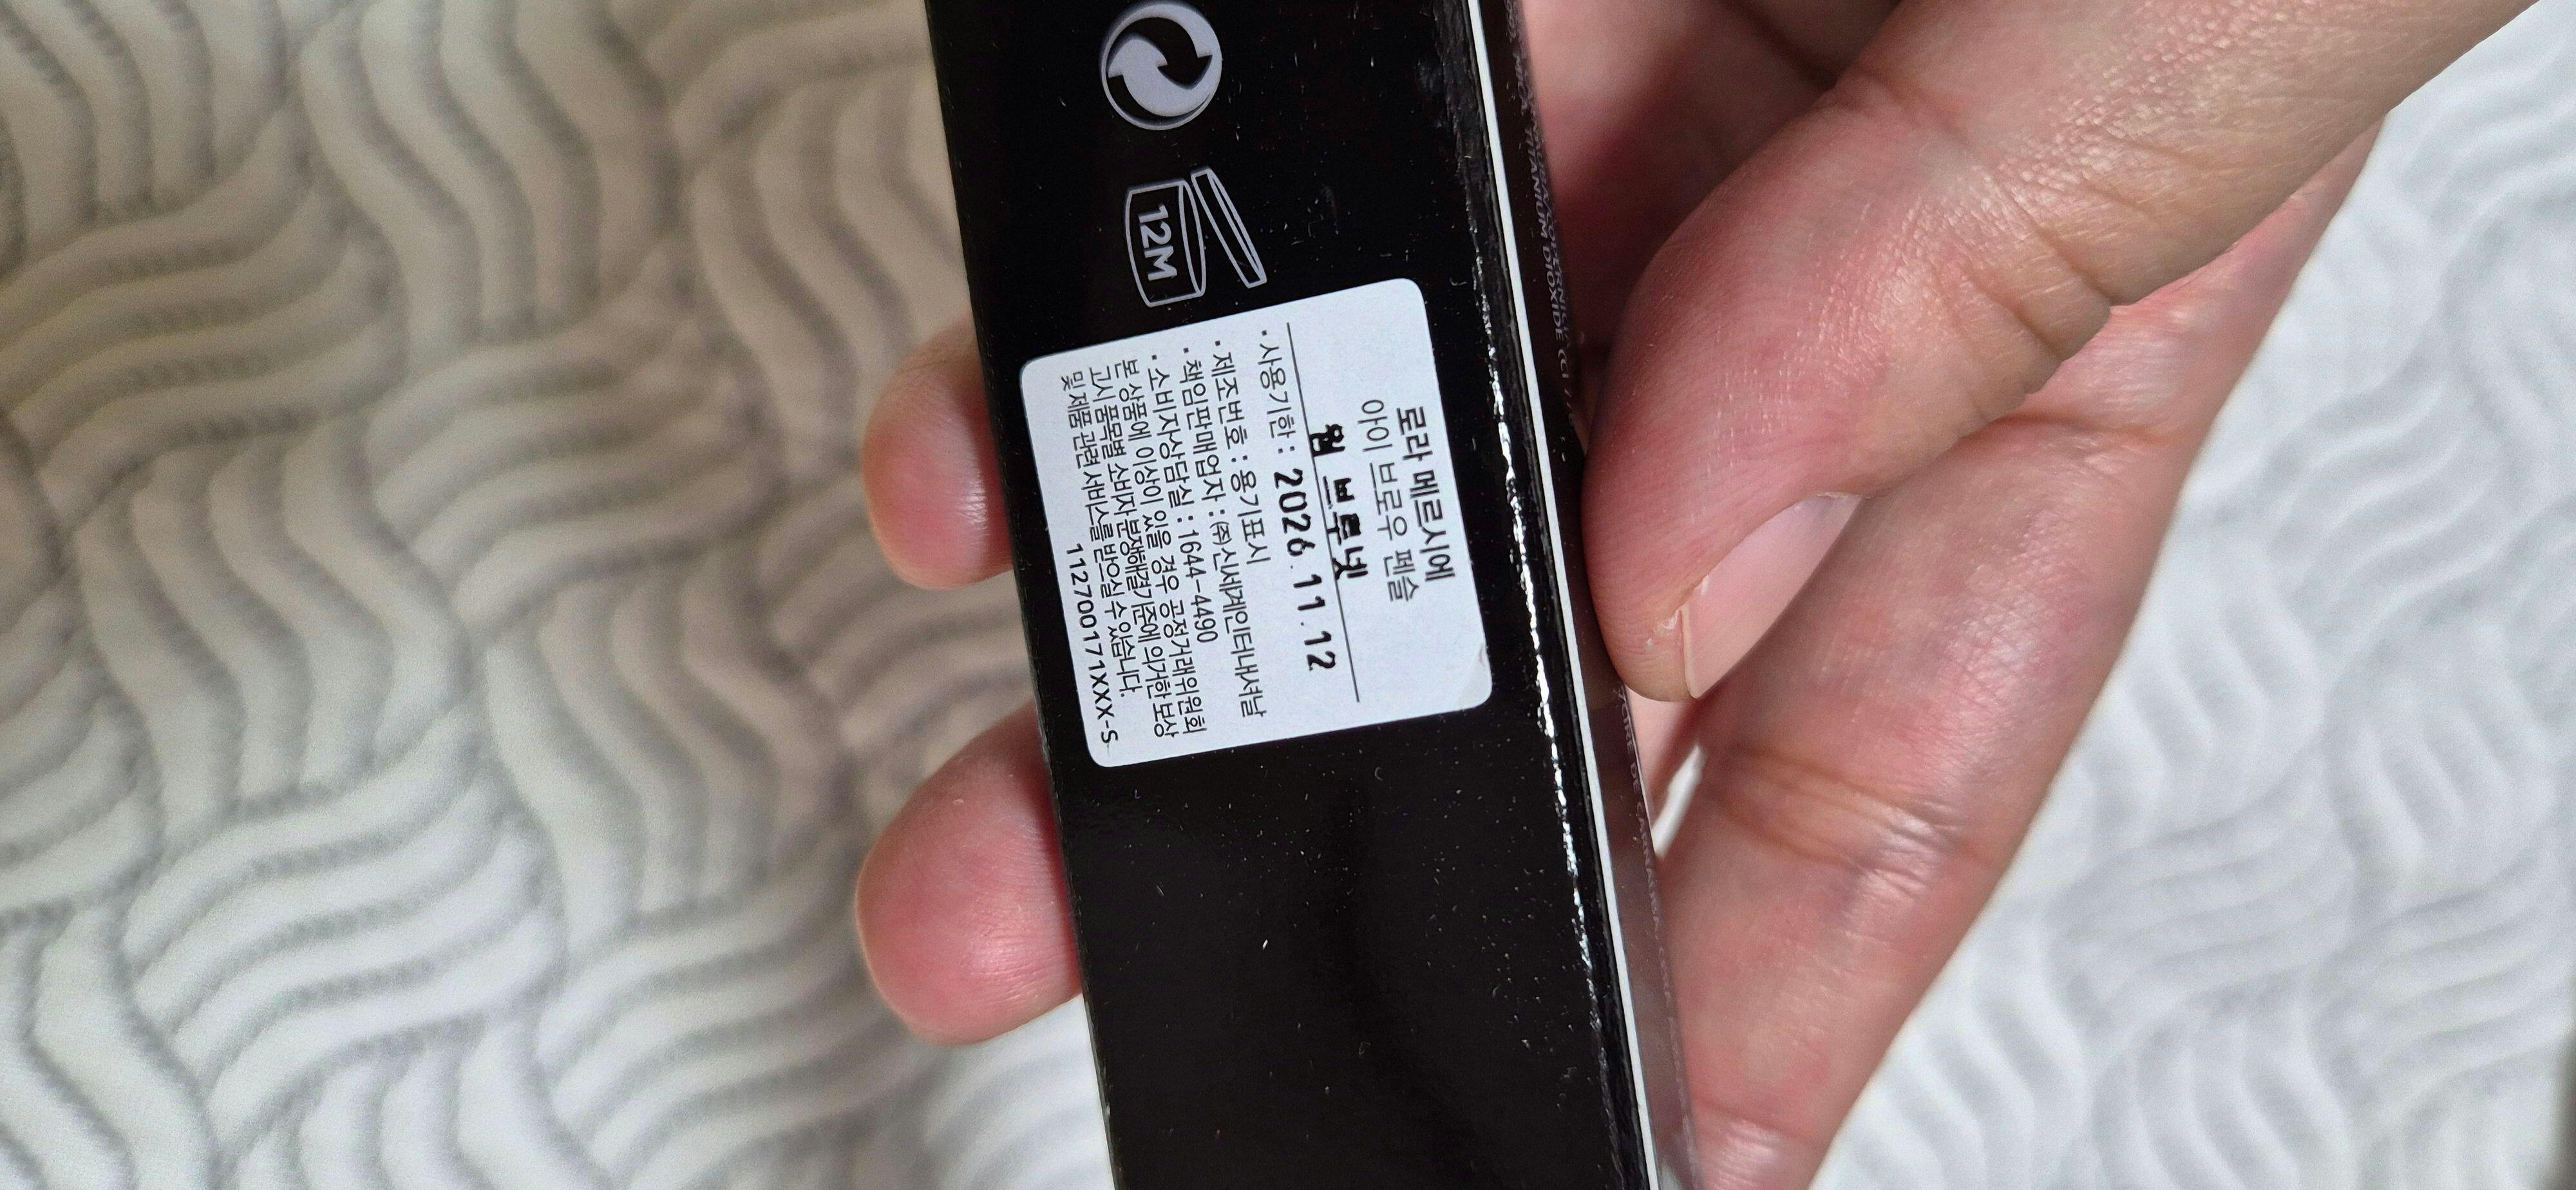 12M
로라 메르시에
아이 브로우 펜슬
웜 브루넷
· 사용기한 : 2026.11.12
· 제조번호 : 용기표시
· 책임판매업자 : ㈜신세계인터내셔날
· 소비자상담실 : 1644-4490
본 상품에 이상이 있을 경우 공정거래위원회
고시 품목별 소비자 분쟁해결기준에 의거한 보상
및 제품 관련 서비스를 받으실 수 있습니다.
112700171XXX-S
TITANIUM DIOXIDE (CI